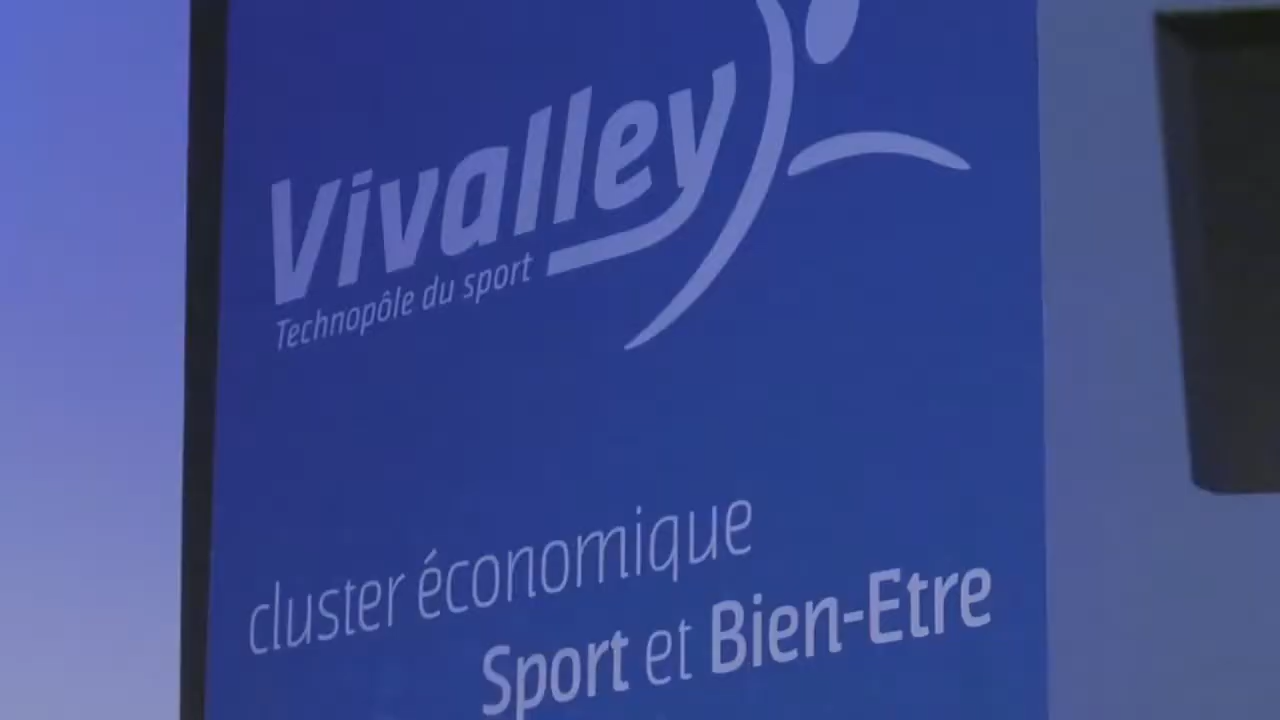 Vivalley
Technopôle du sport
cluster économique
Sport et Bien-Etre